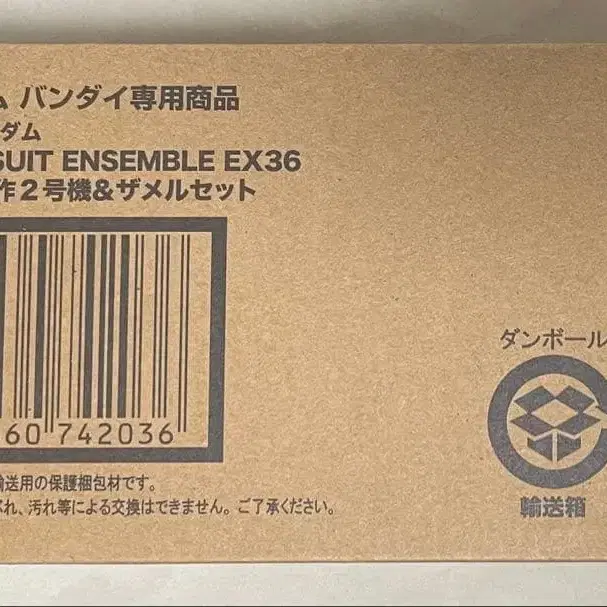 ム バンダイ専用商品
ダム
SUIT ENSEMBLE EX36
作２号機&ザメルセット
60742036
輸送用の保護梱包材です。
れ、汚れ等による交換はできません。ご了承ください。
ダンボール
輸送箱